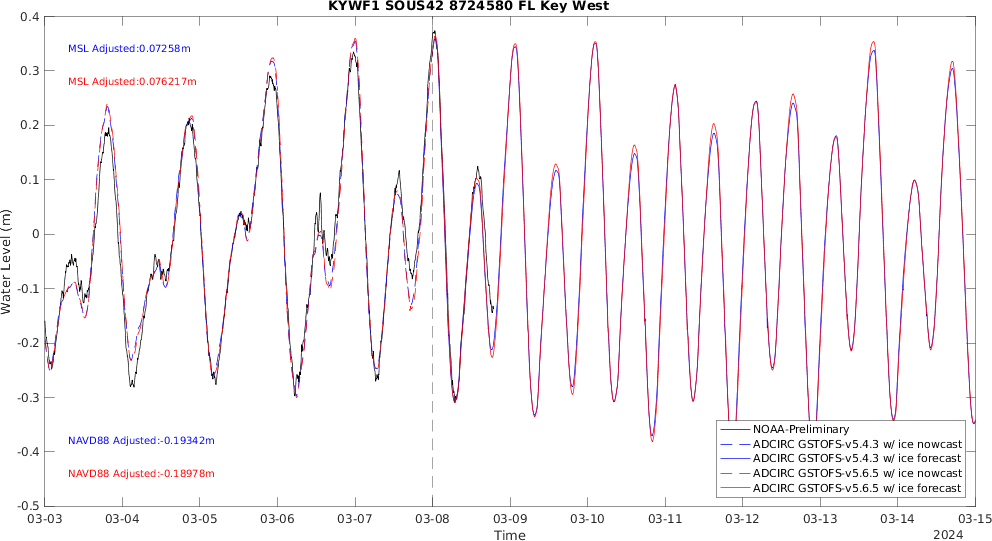 KYWF1 SOUS42 8724580 FL Key West
0.4
0.3
0.2
0.1
0
-0.1
-0.2
-0.3
-0.4
-0.5
Water Level (m)
MSL Adjusted:0.07258m
MSL Adjusted:0.076217m
NAVD88 Adjusted:-0.19342m
NAVD88 Adjusted:-0.18978m
NOAA-Preliminary
ADCIRC GSTOFS-v5.4.3 w/ ice nowcast
ADCIRC GSTOFS-v5.4.3 w/ ice forecast
ADCIRC GSTOFS-v5.6.5 w/ ice nowcast
ADCIRC GSTOFS-v5.6.5 w/ ice forecast
03-03 03-04 03-05 03-06 03-07 03-08 03-09 03-10 03-11 03-12 03-13 03-14 03-15
Time
2024